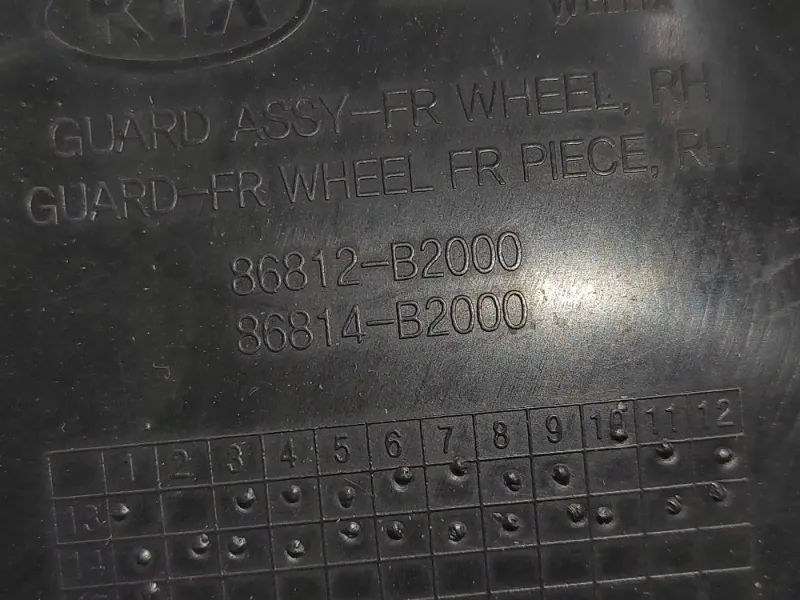 KIA
GUARD ASSY-FR WHEEL, RH
GUARD-FR WHEEL FR PIECE, RH
86812-B2000
86814-B2000
1 2 3 4 5 6 7 8 9 10 11 12
13
14